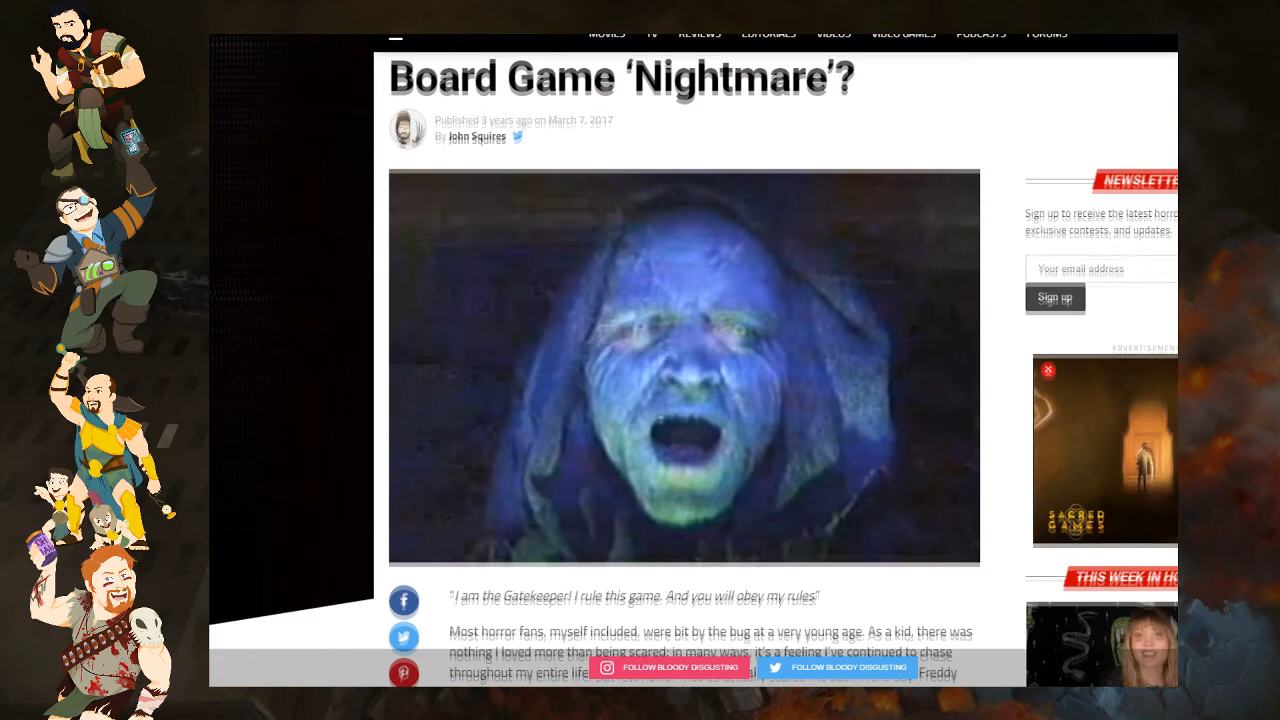 MOVIES TV REVIEWS EDITORIALS VIDEOS VIDEO GAMES PODCASTS FORUMS
Board Game ‘Nightmare’?
Published 3 years ago on March 7, 2017
By John Squires
NEWSLETTE
Sign up to receive the latest horro
exclusive contests, and updates.
Your email address
Sign up
ADVERTISEMENT
SACRED
GAMES
THIS WEEK IN HO
"I am the Gatekeeper! I rule this game. And you will obey my rules."
Most horror fans, myself included, were bit by the bug at a very young age. As a kid, there was
nothing I loved more than being scared; in many ways, it's a feeling I've continued to chase
throughout my entire life. Freddy
FOLLOW BLOODY DISGUSTING
FOLLOW BLOODY DISGUSTING